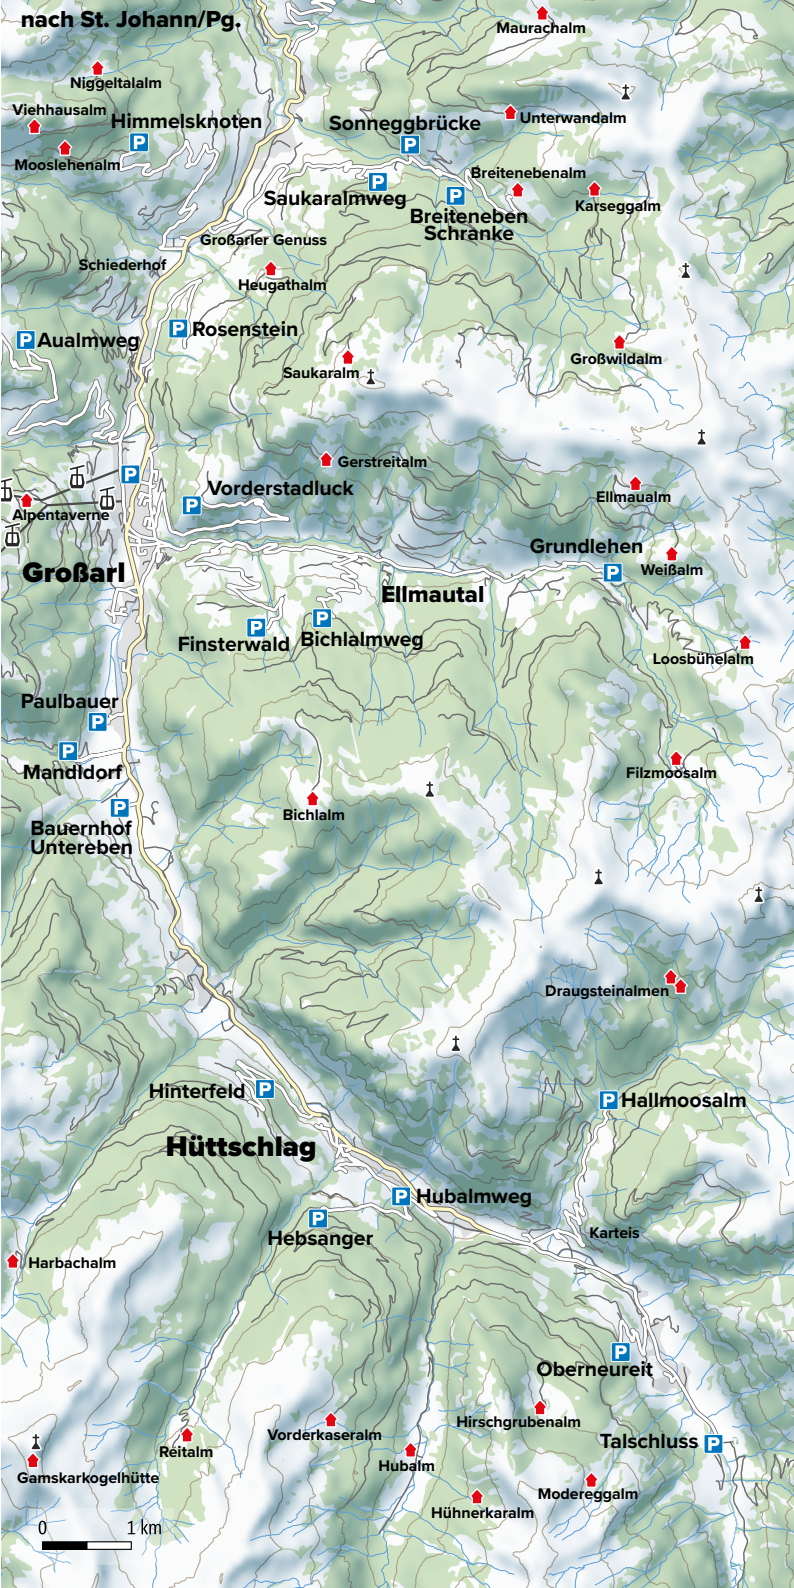 nach St. Johann/Pg.
Maurachalm
Niggeltalalm
Viehhausalm
Himmelsknoten
P
Mooslehenalm
Sonneggbrücke
P
Unterwandalm
Saukaralmweg
P
Breitenebenalm
Karseggalm
P
Breiteneben
Schranke
Großarler Genuss
Schiederhof
Heugathalm
P Aualmweg
P Rosenstein
Großwildalm
Saukaralm
P
Gerstreitalm
Vorderstadluck
P
Ellmaualm
Alpentaverne
Großarl
Grundlehen
P
Weißalm
Ellmautal
P
Finsterwald
P
Bichlalmweg
Loosbühelalm
Paulbauer
P
P
Mandldorf
Filzmoosalm
P
Bauernhof
Untereben
Bichlalm
Draugsteinalmen
Hinterfeld P
P Hallmoosalm
Hüttschlag
P Hubalmweg
P
Hebsanger
Karteis
Harbachalm
P
Oberneureit
Hirschgrubenalm
Vorderkaseralm
Reitalm
Talschluss P
Hubalm
Gamskarkogelhütte
Modereggalm
Hühnerkaralm
0 1 km